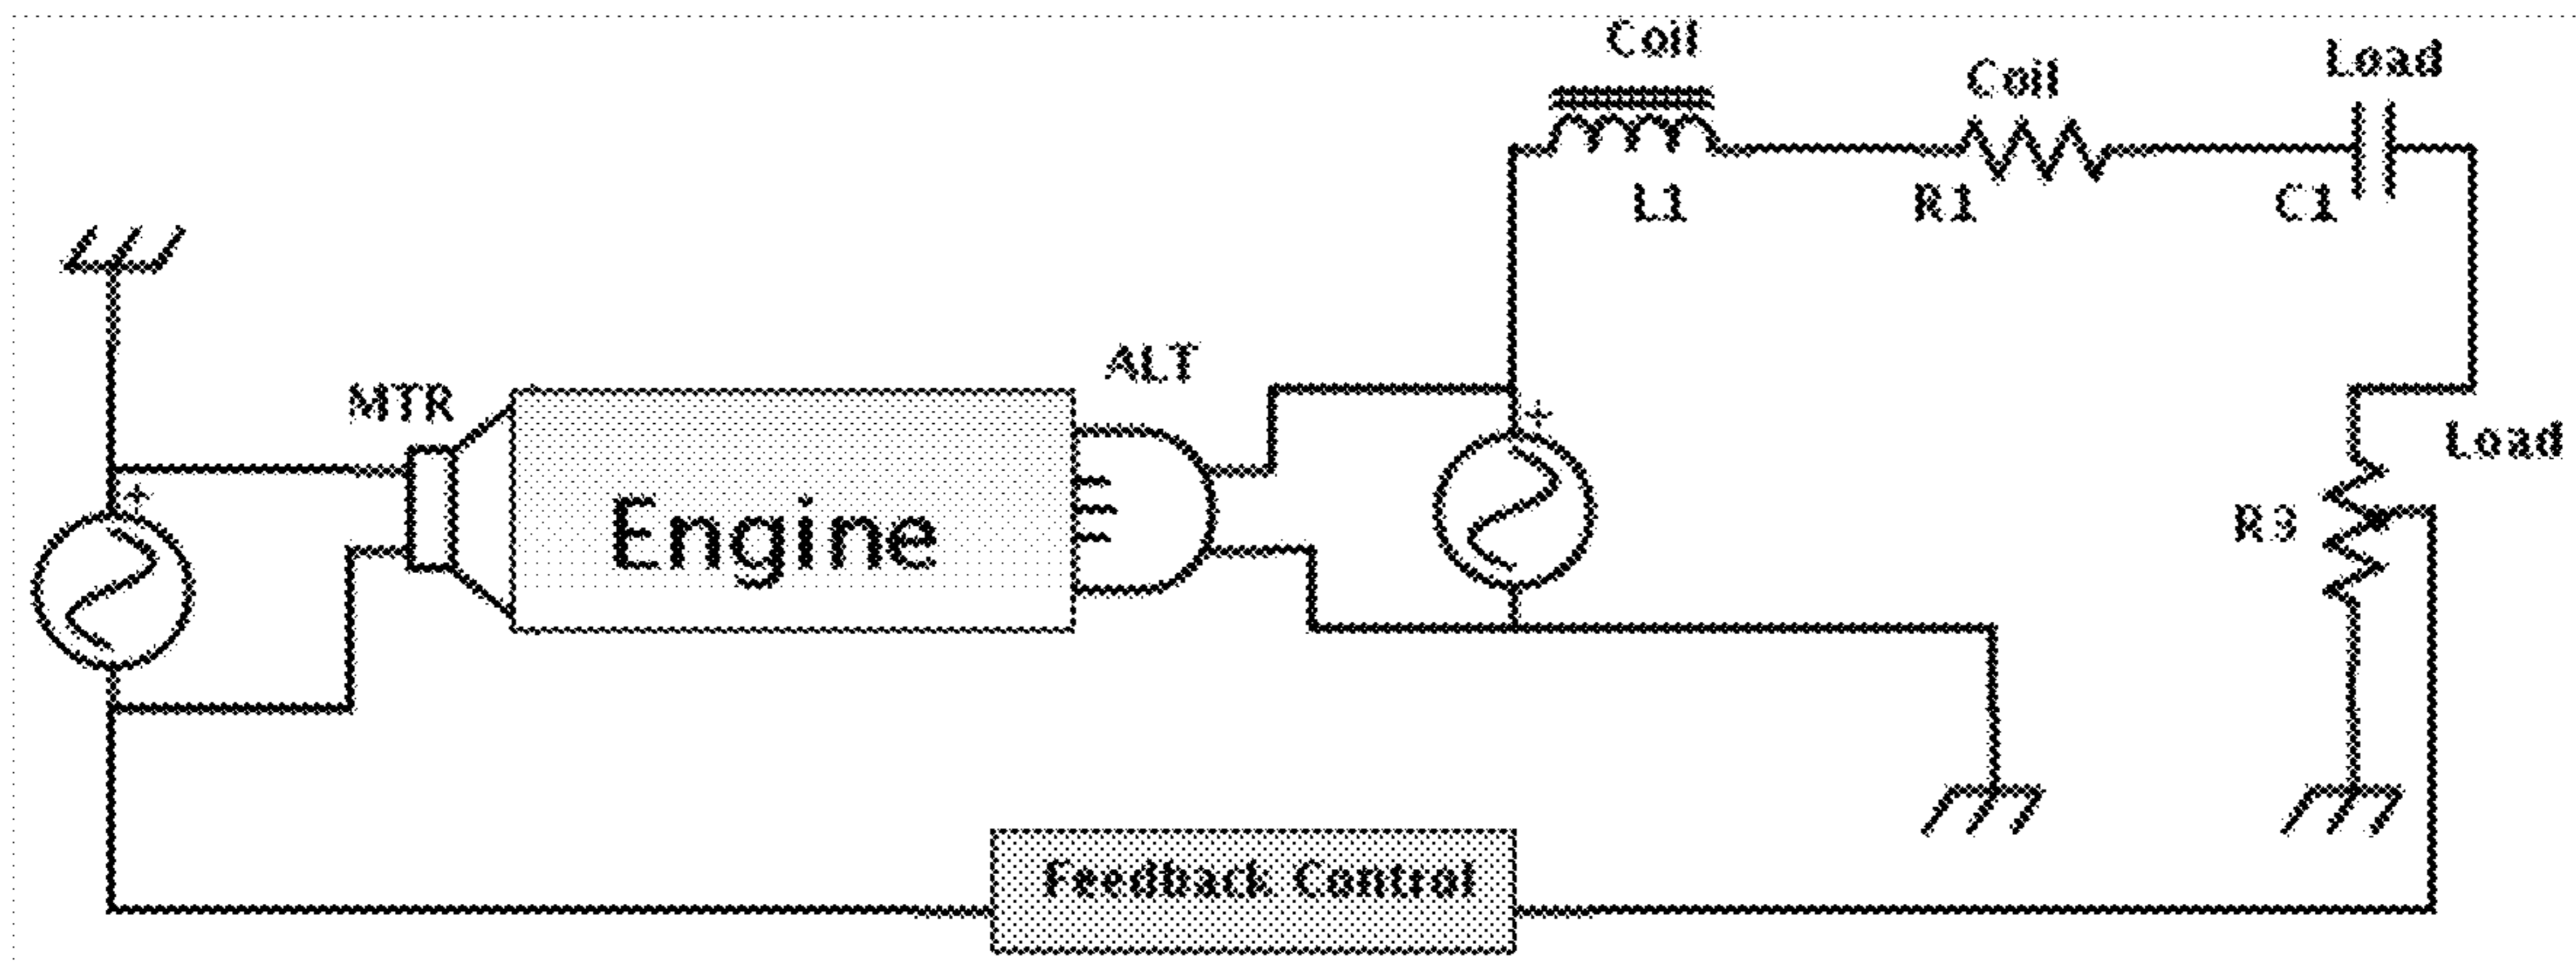 Coil
Load
Coil
L1
R1
C1
ALT
MTR
+
Load
+
Engine
R3
Feedback Control